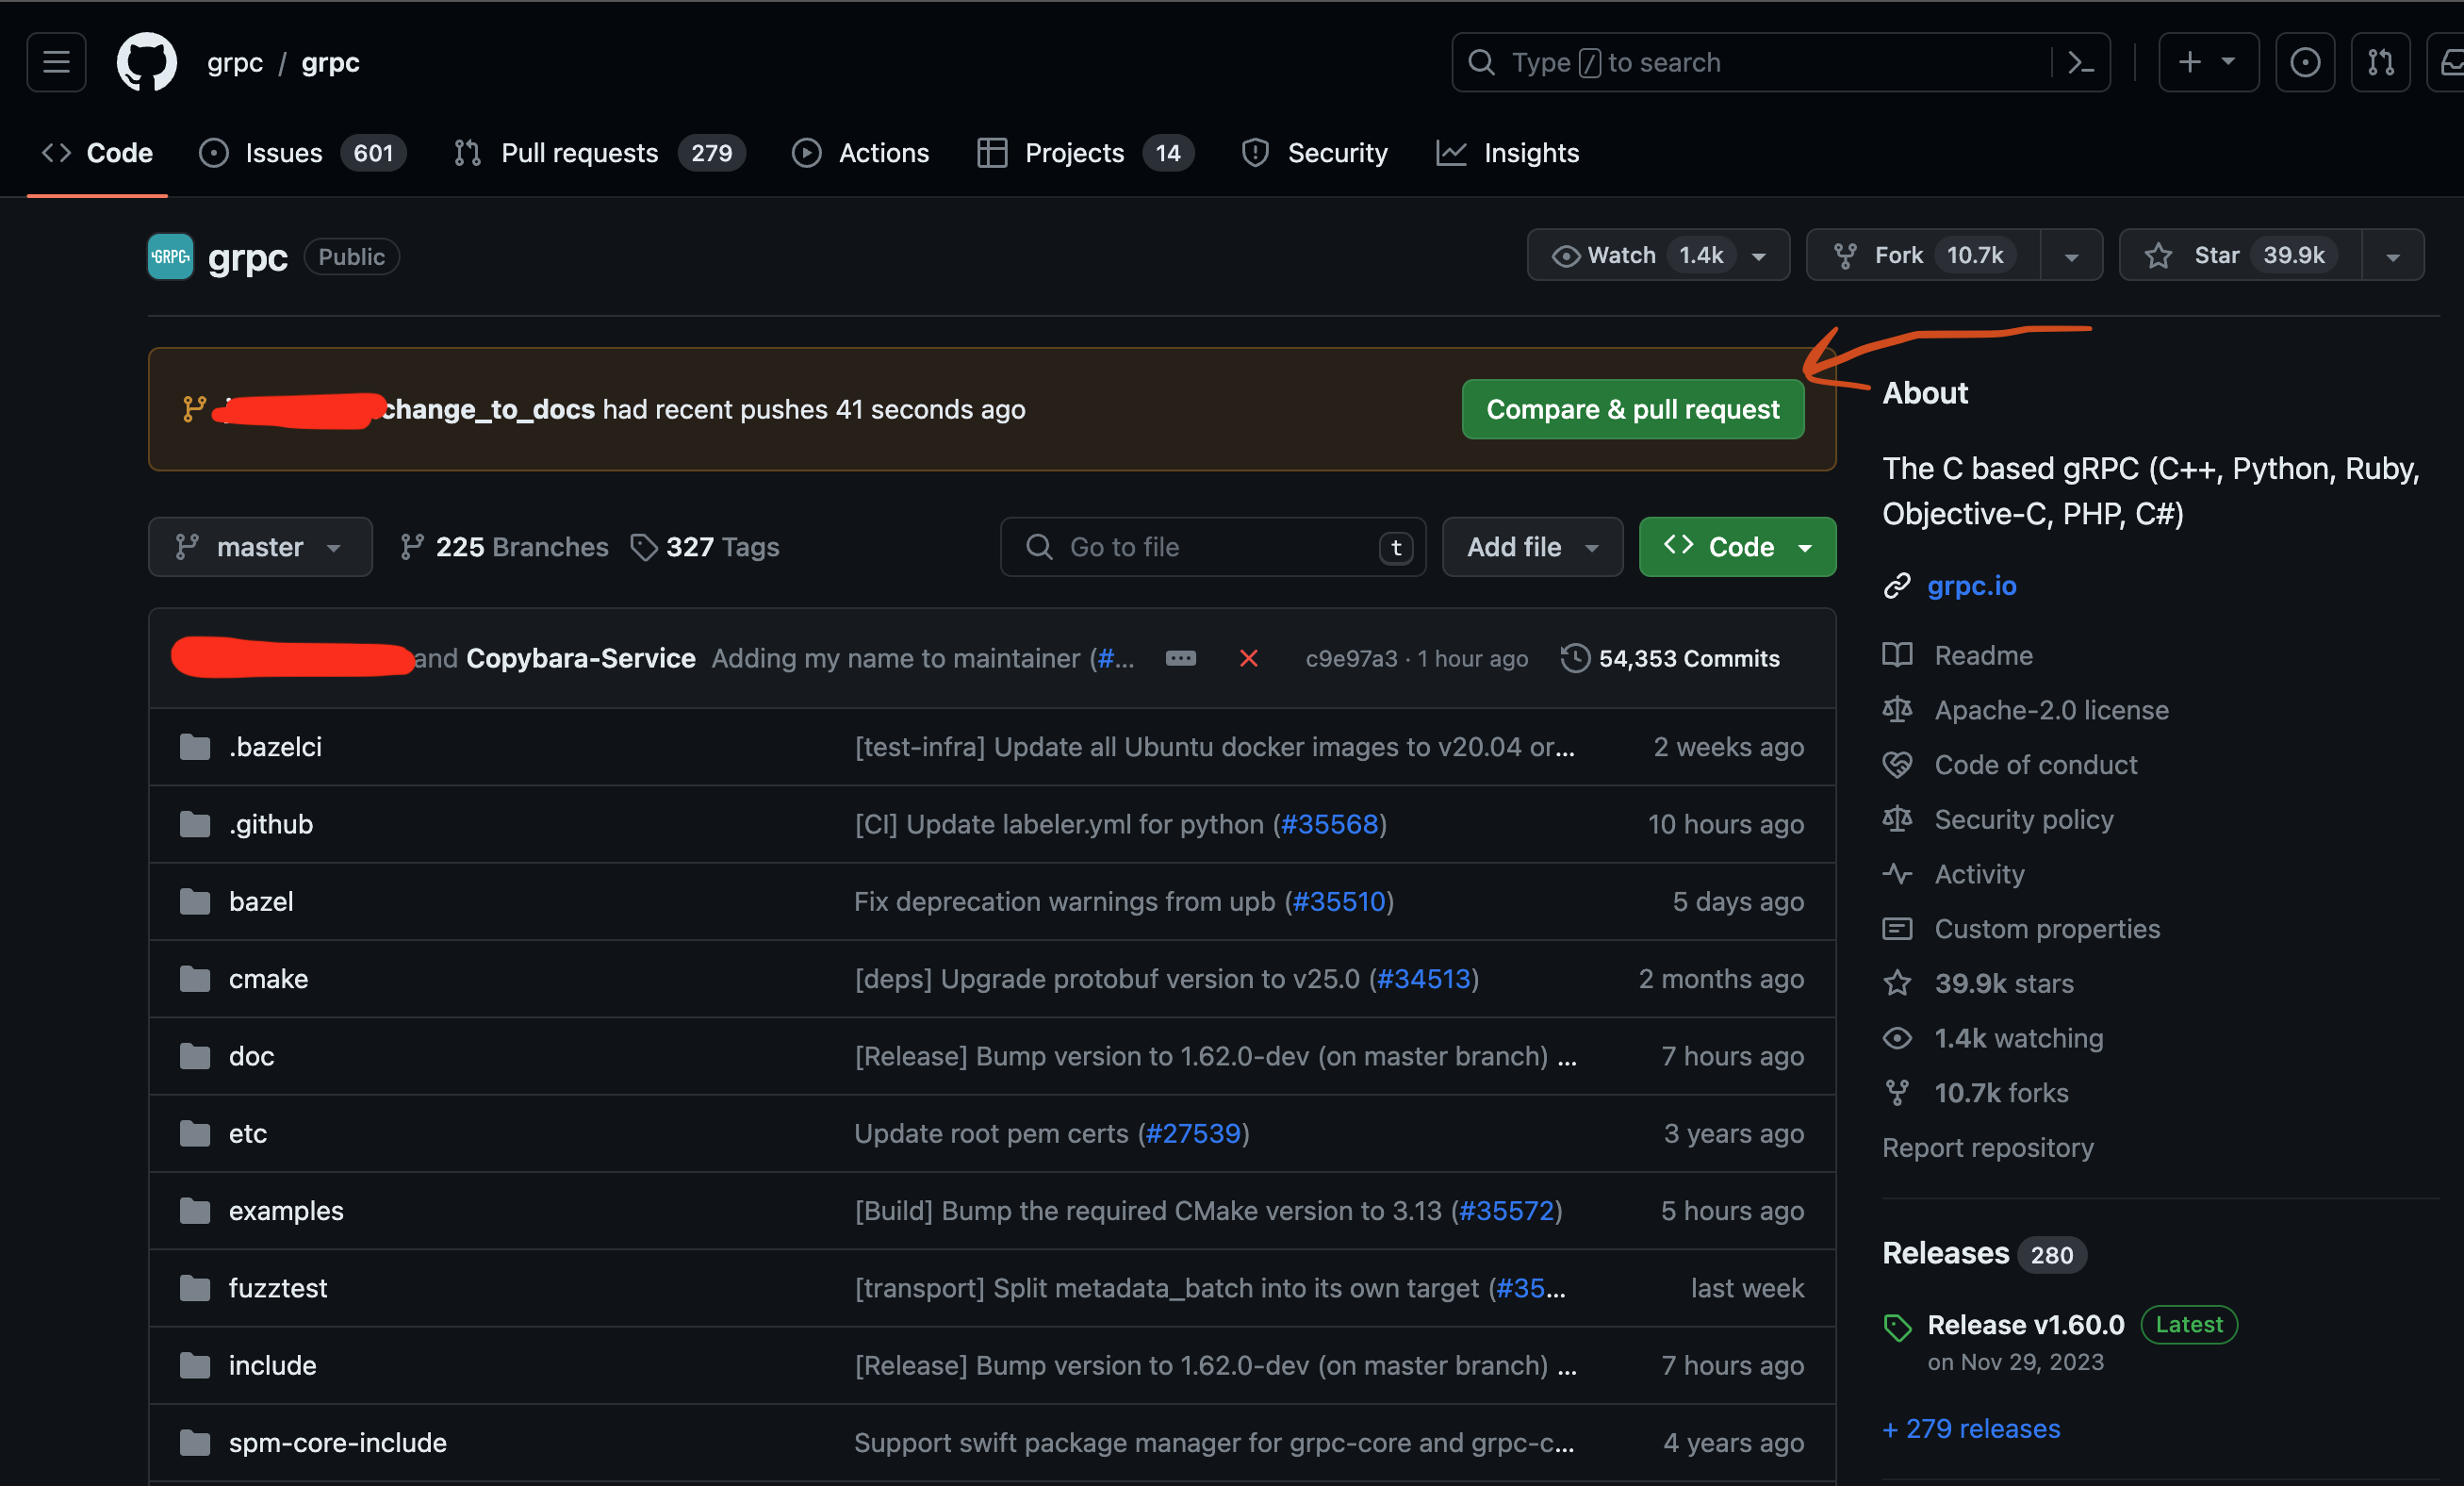 grpc / grpc
Type / to search
Code Issues 601 Pull requests 279 Actions Projects 14 Security Insights
GRPC grpc Public Watch 1.4k Fork 10.7k Star 39.9k
change_to_docs had recent pushes 41 seconds ago Compare & pull request
master 225 Branches 327 Tags Go to file t Add file Code
and Copybara-Service Adding my name to maintainer (#... c9e97a3 · 1 hour ago 54,353 Commits
.bazelci [test-infra] Update all Ubuntu docker images to v20.04 or... 2 weeks ago
.github [CI] Update labeler.yml for python (#35568) 10 hours ago
bazel Fix deprecation warnings from upb (#35510) 5 days ago
cmake [deps] Upgrade protobuf version to v25.0 (#34513) 2 months ago
doc [Release] Bump version to 1.62.0-dev (on master branch) ... 7 hours ago
etc Update root pem certs (#27539) 3 years ago
examples [Build] Bump the required CMake version to 3.13 (#35572) 5 hours ago
fuzztest [transport] Split metadata_batch into its own target (#35... last week
include [Release] Bump version to 1.62.0-dev (on master branch) ... 7 hours ago
spm-core-include Support swift package manager for grpc-core and grpc-c... 4 years ago
About
The C based gRPC (C++, Python, Ruby,
Objective-C, PHP, C#)
grpc.io
Readme
Apache-2.0 license
Code of conduct
Security policy
Activity
Custom properties
39.9k stars
1.4k watching
10.7k forks
Report repository
Releases 280
Release v1.60.0 Latest
on Nov 29, 2023
+ 279 releases